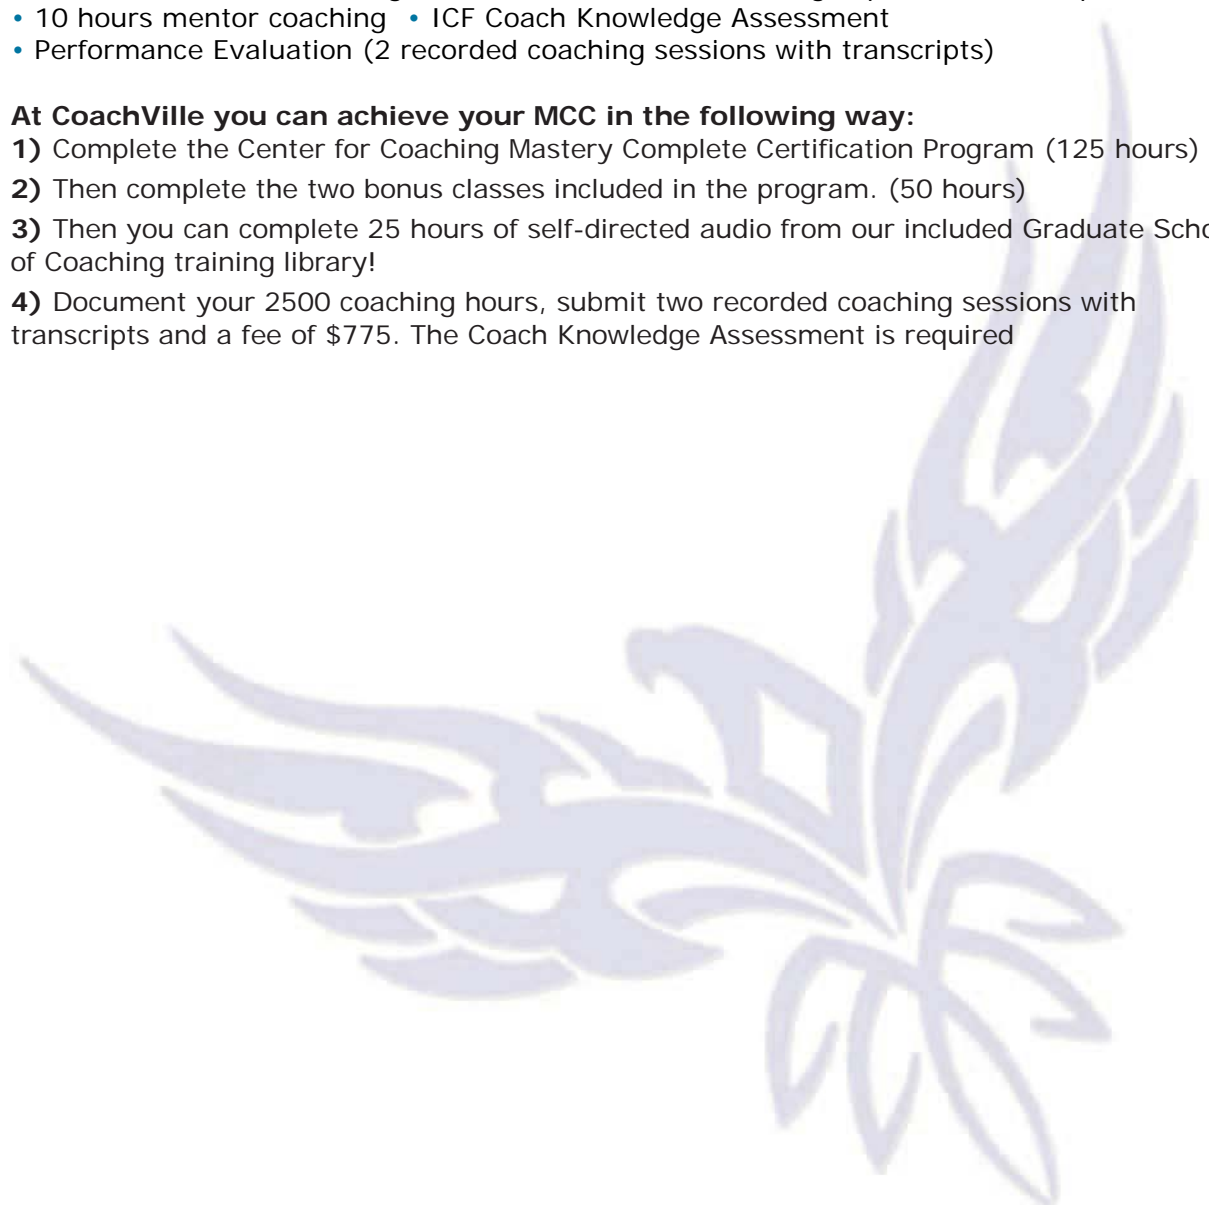 • 10 hours mentor coaching • ICF Coach Knowledge Assessment
• Performance Evaluation (2 recorded coaching sessions with transcripts)
At CoachVille you can achieve your MCC in the following way:
1) Complete the Center for Coaching Mastery Complete Certification Program (125 hours)
2) Then complete the two bonus classes included in the program. (50 hours)
3) Then you can complete 25 hours of self-directed audio from our included Graduate
of Coaching training library!
4) Document your 2500 coaching hours, submit two recorded coaching sessions with
transcripts and a fee of $775. The Coach Knowledge Assessment is required